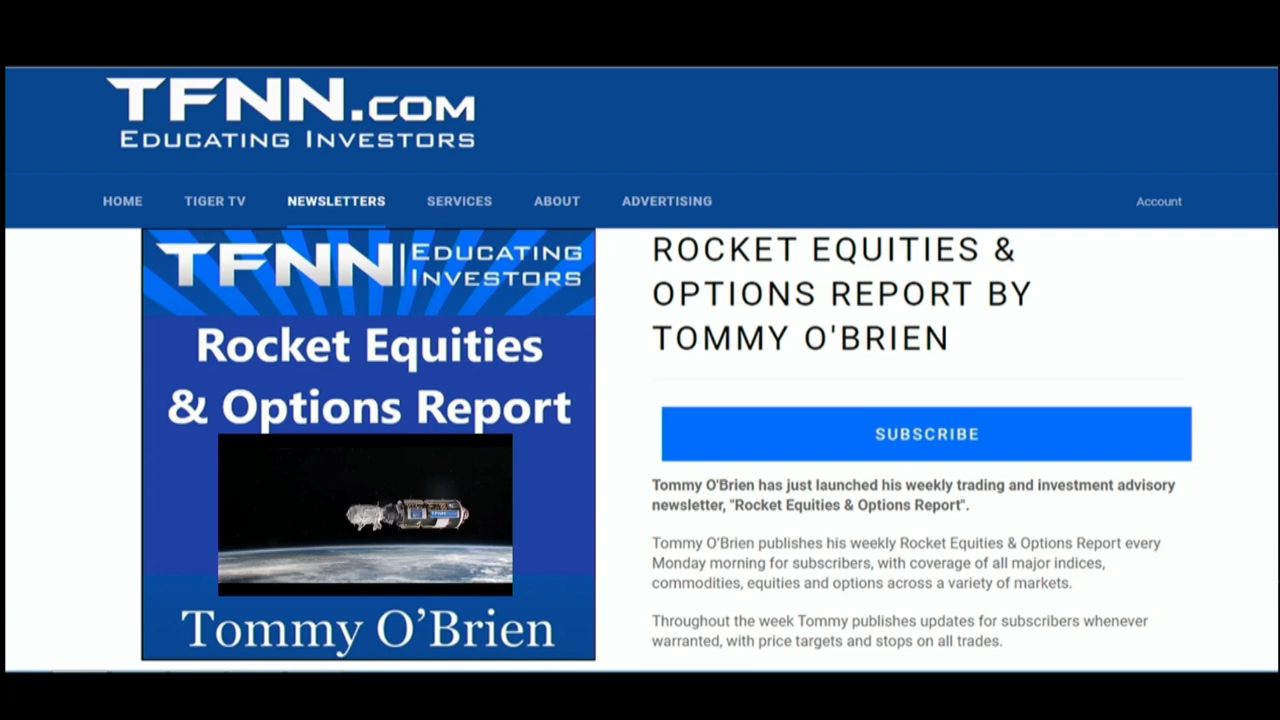 TFNN.COM
EDUCATING INVESTORS
HOME TIGER TV NEWSLETTERS SERVICES ABOUT ADVERTISING Account
TFNN EDUCATING
INVESTORS
Rocket Equities
& Options Report
TFNN
Tommy O’Brien
ROCKET EQUITIES &
OPTIONS REPORT BY
TOMMY O'BRIEN
SUBSCRIBE
Tommy O'Brien has just launched his weekly trading and investment advisory
newsletter, "Rocket Equities & Options Report".
Tommy O’Brien publishes his weekly Rocket Equities & Options Report every
Monday morning for subscribers, with coverage of all major indices,
commodities, equities and options across a variety of markets.
Throughout the week Tommy publishes updates for subscribers whenever
warranted, with price targets and stops on all trades.